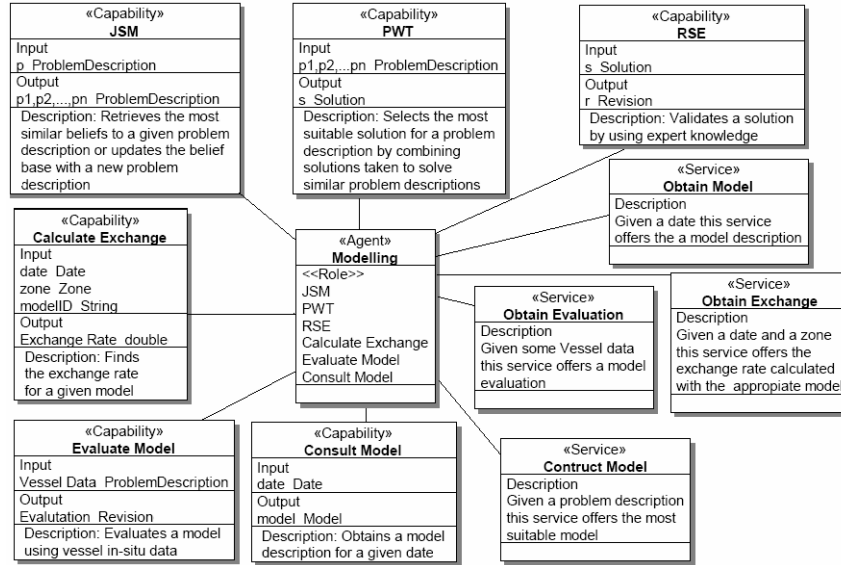 «Capability»
JSM
Input
p ProblemDescription
Output
p1,p2,...,pn ProblemDescription
Description: Retrieves the most
similar beliefs to a given problem
description or updates the belief
base with a new problem
description
«Capability»
PWT
Input
p1,p2,...pn ProblemDescription
Output
s Solution
Description: Selects the most
suitable solution for a problem
description by combining
solutions taken to solve
similar problem descriptions
«Capability»
RSE
Input
s Solution
Output
r Revision
Description: Validates a solution
by using expert knowledge
«Service»
Obtain Model
Description
Given a date this service
offers the a model description
«Capability»
Calculate Exchange
Input
date Date
zone Zone
modelID String
Output
Exchange Rate double
Description: Finds
the exchange rate
for a given model
«Agent»
Modelling
<<Role>>
JSM
PWT
RSE
Calculate Exchange
Evaluate Model
Consult Model
«Service»
Obtain Evaluation
Description
Given some Vessel data
this service offers a model
evaluation
«Service»
Obtain Exchange
Description
Given a date and a zone
this service offers the
exchange rate calculated
with the appropiate model
«Capability»
Evaluate Model
Input
Vessel Data ProblemDescription
Output
Evalutation Revision
Description: Evaluates a model
using vessel in-situ data
«Capability»
Consult Model
Input
date Date
Output
model Model
Description: Obtains a model
description for a given date
«Service»
Contruct Model
Description
Given a problem description
this service offers the most
suitable model